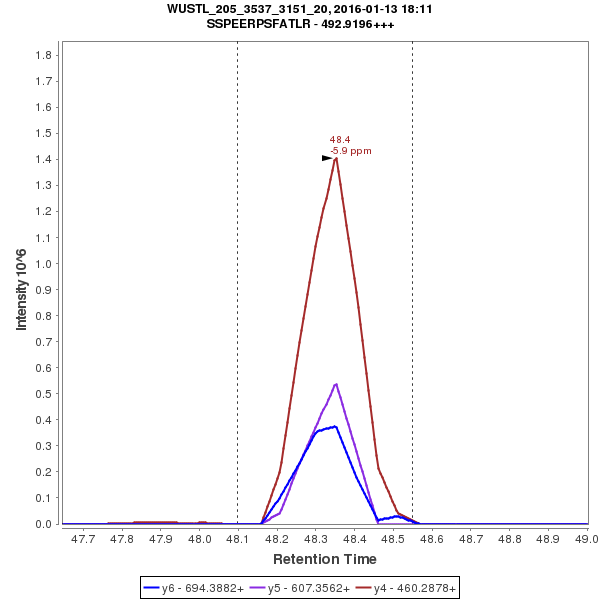 WUSTL_205_3537_3151_20, 2016-01-13 18:11
SSPEERPSFATLR - 492.9196+++
48.4
-5.9 ppm
Intensity 10^6
1.8
1.7
1.6
1.5
1.4
1.3
1.2
1.1
1.0
0.9
0.8
0.7
0.6
0.5
0.4
0.3
0.2
0.1
0.0
47.7 47.8 47.9 48.0 48.1 48.2 48.3 48.4 48.5 48.6 48.7 48.8 48.9 49.0
Retention Time
y6 - 694.3882+ y5 - 607.3562+ y4 - 460.2878+